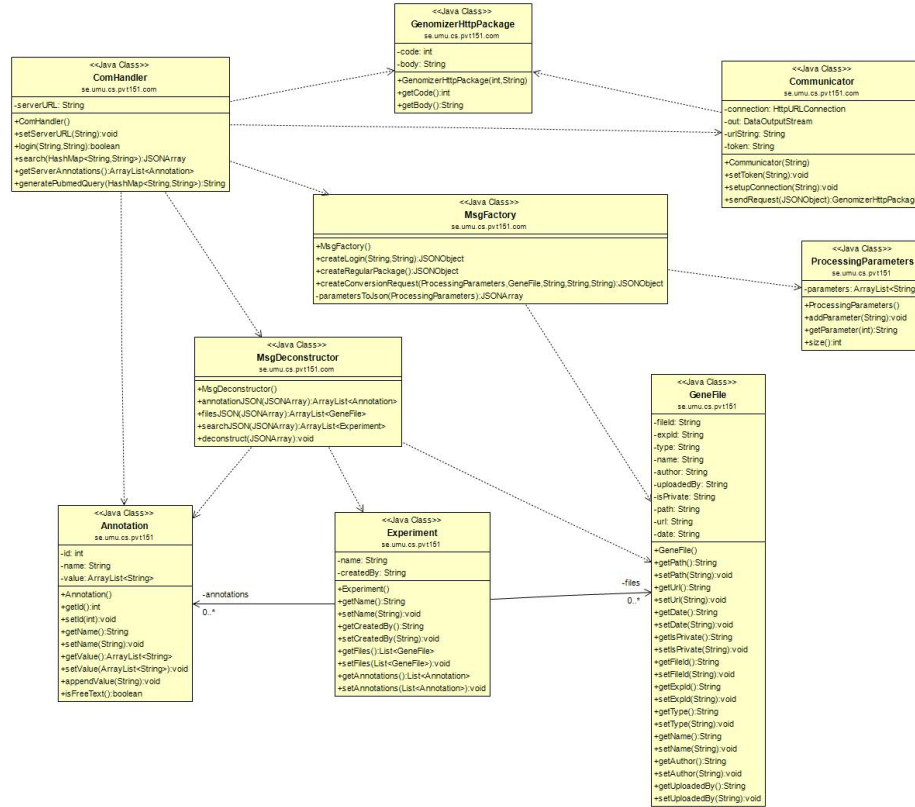 <<Java Class>>
GenomizerHttpPackage
se.umu.cs.pvt151.com
-code: int
-body: String
+GenomizerHttpPackage(int,String)
+getCode():int
+getBody():String
<<Java Class>>
ComHandler
se.umu.cs.pvt151.com
-serverURL: String
+ComHandler()
+setServerURL(String):void
+login(String,String):boolean
+search(HashMap<String,String>):JSONArray
+getServerAnnotations():ArrayList<Annotation>
+generatePubmedQuery(HashMap<String,String>):String
<<Java Class>>
Communicator
se.umu.cs.pvt151.com
-connection: HttpURLConnection
-out: DataOutputStream
-urlString: String
-token: String
+Communicator(String)
+setToken(String):void
+setupConnection(String):void
+sendRequest(JSONObject):GenomizerHttpPackage
<<Java Class>>
MsgFactory
se.umu.cs.pvt151.com
+MsgFactory()
+createLogin(String,String):JSONObject
+createRegularPackage():JSONObject
+createConversionRequest(ProcessingParameters,GeneFile,String,String,String):JSONObject
-parametersToJson(ProcessingParameters):JSONArray
<<Java Class>>
ProcessingParameters
se.umu.cs.pvt151
-parameters: ArrayList<String
+ProcessingParameters()
+addParameter(String):void
+getParameter(int):String
+size():int
<<Java Class>>
MsgDeconstructor
se.umu.cs.pvt151.com
+MsgDeconstructor()
+annotationJSON(JSONArray):ArrayList<Annotation>
+filesJSON(JSONArray):ArrayList<GeneFile>
+searchJSON(JSONArray):ArrayList<Experiment>
+deconstruct(JSONArray):void
<<Java Class>>
GeneFile
se.umu.cs.pvt151
-fileId: String
-expId: String
-type: String
-name: String
-author: String
-uploadedBy: String
-isPrivate: String
-path: String
-url: String
-date: String
+GeneFile()
+getPath():String
+setPath(String):void
+getUrl():String
+setUrl(String):void
+getDate():String
+setDate(String):void
+getIsPrivate():String
+setIsPrivate(String):void
+getFileId():String
+setFileId(String):void
+getExpId():String
+setExpId(String):void
+getType():String
+setType(String):void
+getName():String
+setName(String):void
+getAuthor():String
+setAuthor(String):void
+getUploadedBy():String
+setUploadedBy(String):void
<<Java Class>>
Annotation
se.umu.cs.pvt151
-id: int
-name: String
-value: ArrayList<String>
+Annotation()
+getId():int
+setId(int):void
+getName():String
+setName(String):void
+getValue():ArrayList<String>
+setValue(ArrayList<String>):void
+appendValue(String):void
+isFreeText():boolean
-annotations
0..*
<<Java Class>>
Experiment
se.umu.cs.pvt151
-name: String
-createdBy: String
+Experiment()
+getName():String
+setName(String):void
+getCreatedBy():String
+setCreatedBy(String):void
+getFiles():List<GeneFile>
+setFiles(List<GeneFile>):void
+getAnnotations():List<Annotation>
+setAnnotations(List<Annotation>):void
-files
0..*